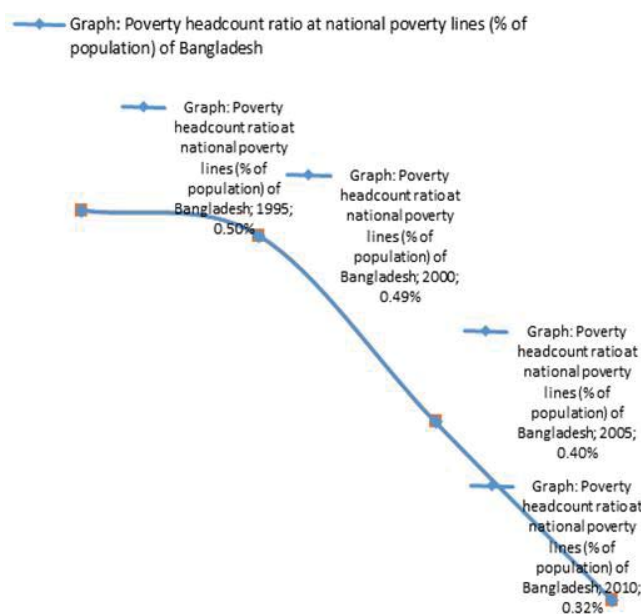 Graph: Poverty headcount ratio at national poverty lines (% of
population) of Bangladesh
Graph: Poverty
headcount ratio at
national poverty
lines (% of
population) of
Bangladesh; 1995;
0.50%
Graph: Poverty
headcount ratio at
national poverty
lines (% of
population) of
Bangladesh; 2000;
0.49%
Graph: Poverty
headcount ratio at
national poverty
lines (% of
population) of
Bangladesh; 2005;
0.40%
Graph: Poverty
headcount ratio at
national poverty
lines (% of
population) of
Bangladesh; 2010;
0.32%